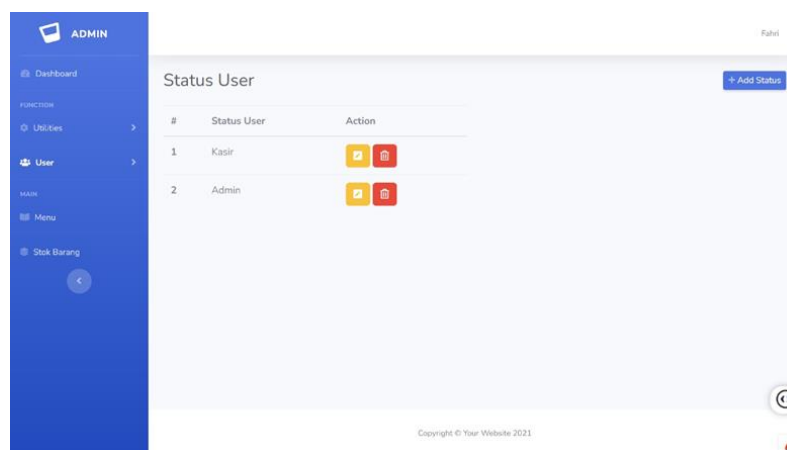 ADMIN
Fahri
Dashboard
Status User
+ Add Status
FUNCTION
Utilities
# Status User Action
1 Kasir
User
2 Admin
MAIN
Menu
Stok Barang
Copyright © Your Website 2021